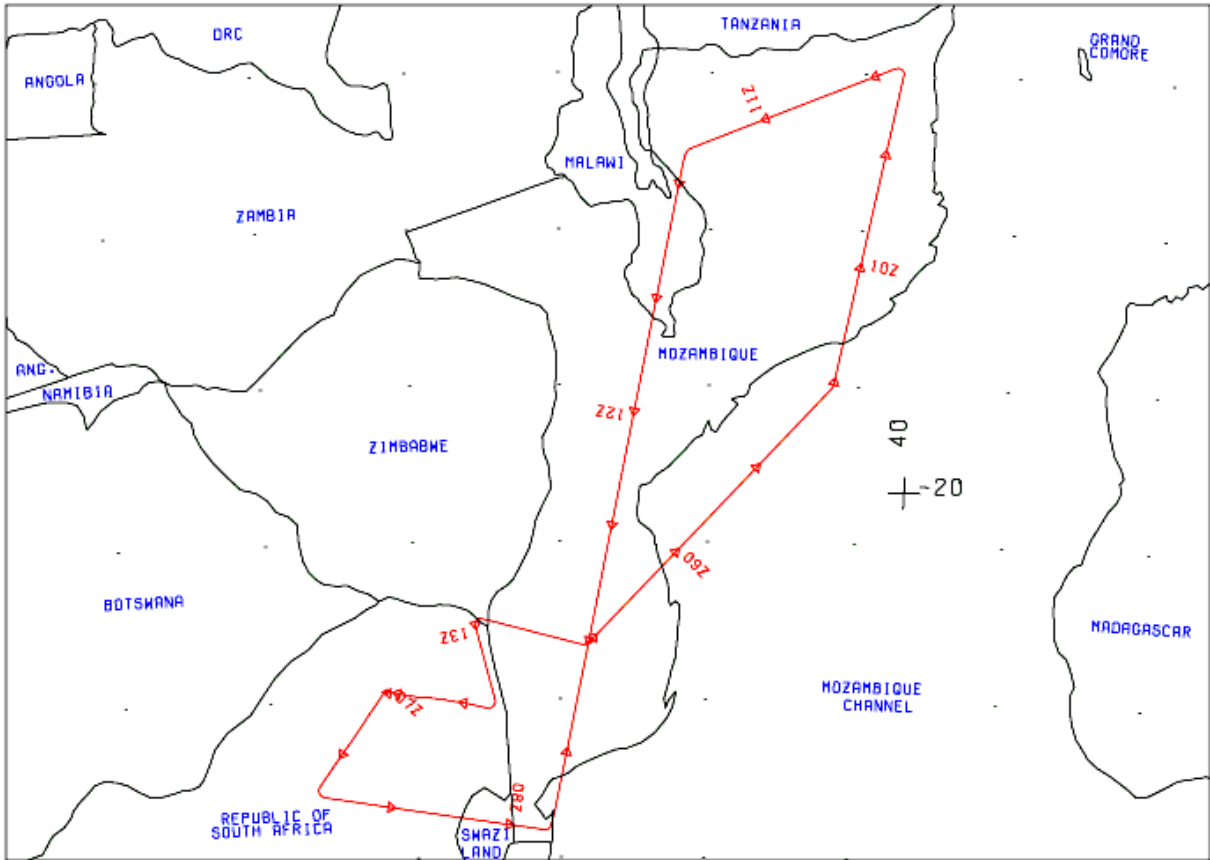 TANZANIA
DRC
GRAND
COMORE
ANGOLA
11Z
MALAWI
ZAMBIA
10Z
MOZAMBIQUE
ANG.
NAMIBIA
12Z
40
ZIMBABWE
-20
09Z
BOTSWANA
13Z
MADAGASCAR
MOZAMBIQUE
CHANNEL
07Z
08Z
REPUBLIC OF
SOUTH AFRICA
SWAZI
LAND